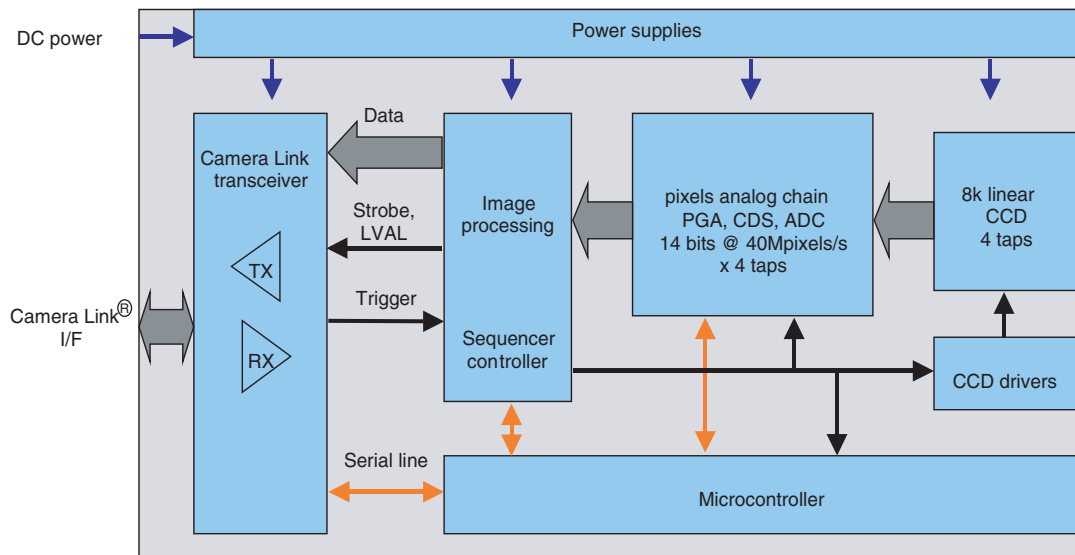 DC power
Power supplies
Data
Camera Link
transceiver
Strobe,
LVAL
TX
Trigger
RX
Camera Link®
I/F
Image
processing
Sequencer
controller
pixels analog chain
PGA, CDS, ADC
14 bits @ 40Mpixels/s
x 4 taps
8k linear
CCD
4 taps
CCD drivers
Serial line
Microcontroller